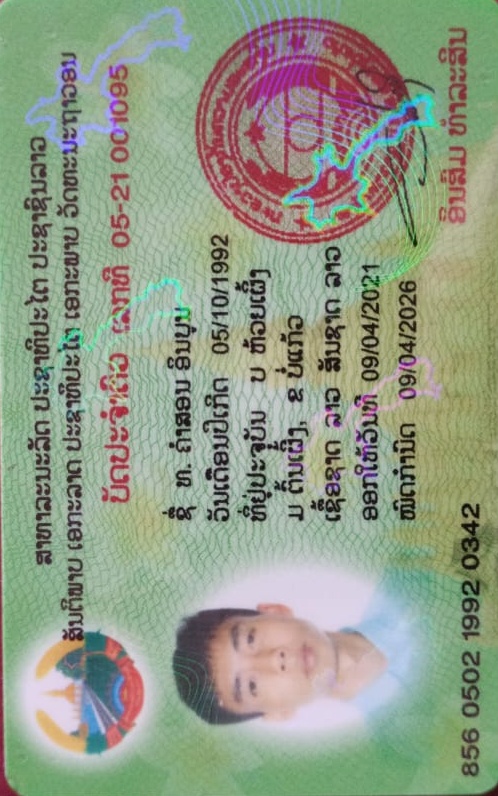 ສາທາລະນະລັດ ປະຊາທິປະໄຕ ປະຊາຊົນລາວ
ສັນຕິພາບ ເອກະລາດ ປະຊາທິປະໄຕ ເອກະພາບ ວັດທະນະຖາວອນ
ບັດປະຈຳຕົວ ເລກທີ 05-21 001095
ຊື່ ທ. ຄຳສອນ ອິນບຸນ
ວັນເດືອນປີເກີດ 05/10/1992
ທີ່ຢູ່ປະຈຸບັນ ບ ຫ້ວຍເຜິ້ງ
ມ ຕົ້ນເຜິ້ງ, ຂ ບໍ່ແກ້ວ
ເຊື້ອຊາດ ລາວ ສັນຊາດ ລາວ
ອອກໃຫ້ວັນທີ 09/04/2021
ໝົດກຳນົດ 09/04/2026
ອິນສົມ ທຳມະສິນ
856 0502 1992 0342